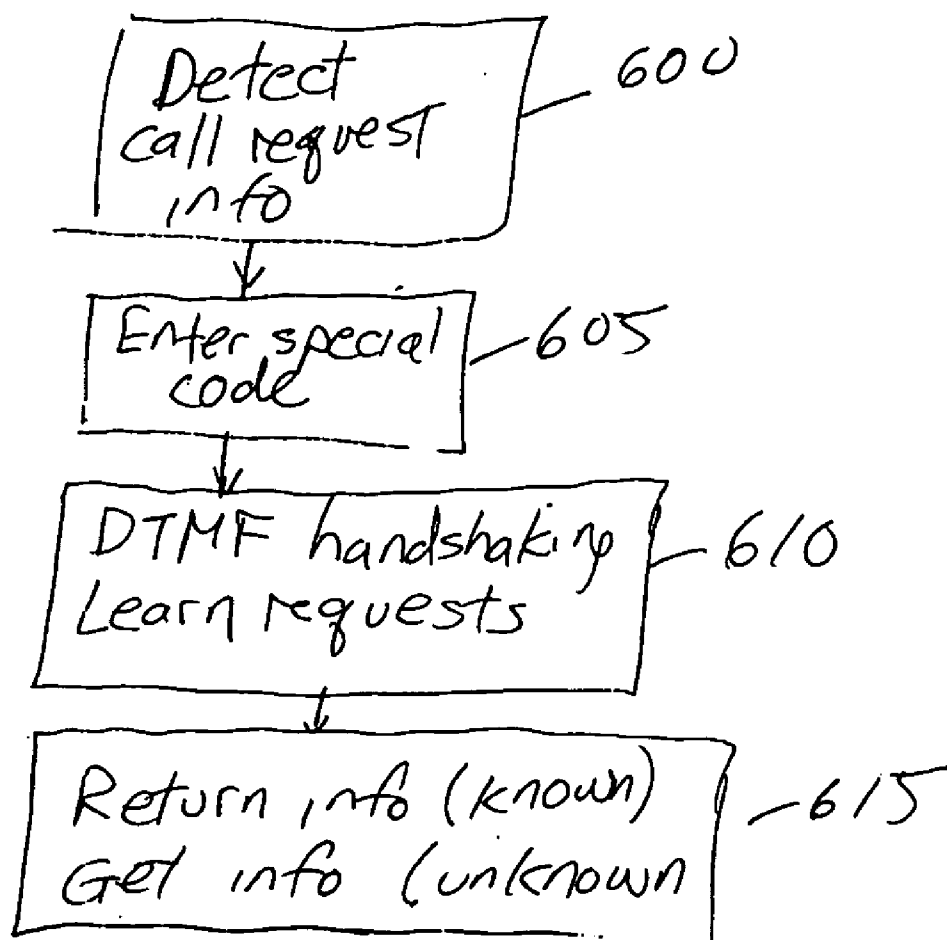 Detect
call request
info
600
Enter special
code
605
DTMF handshaking
Learn requests
610
Return info (known)
Get info (unknown
615